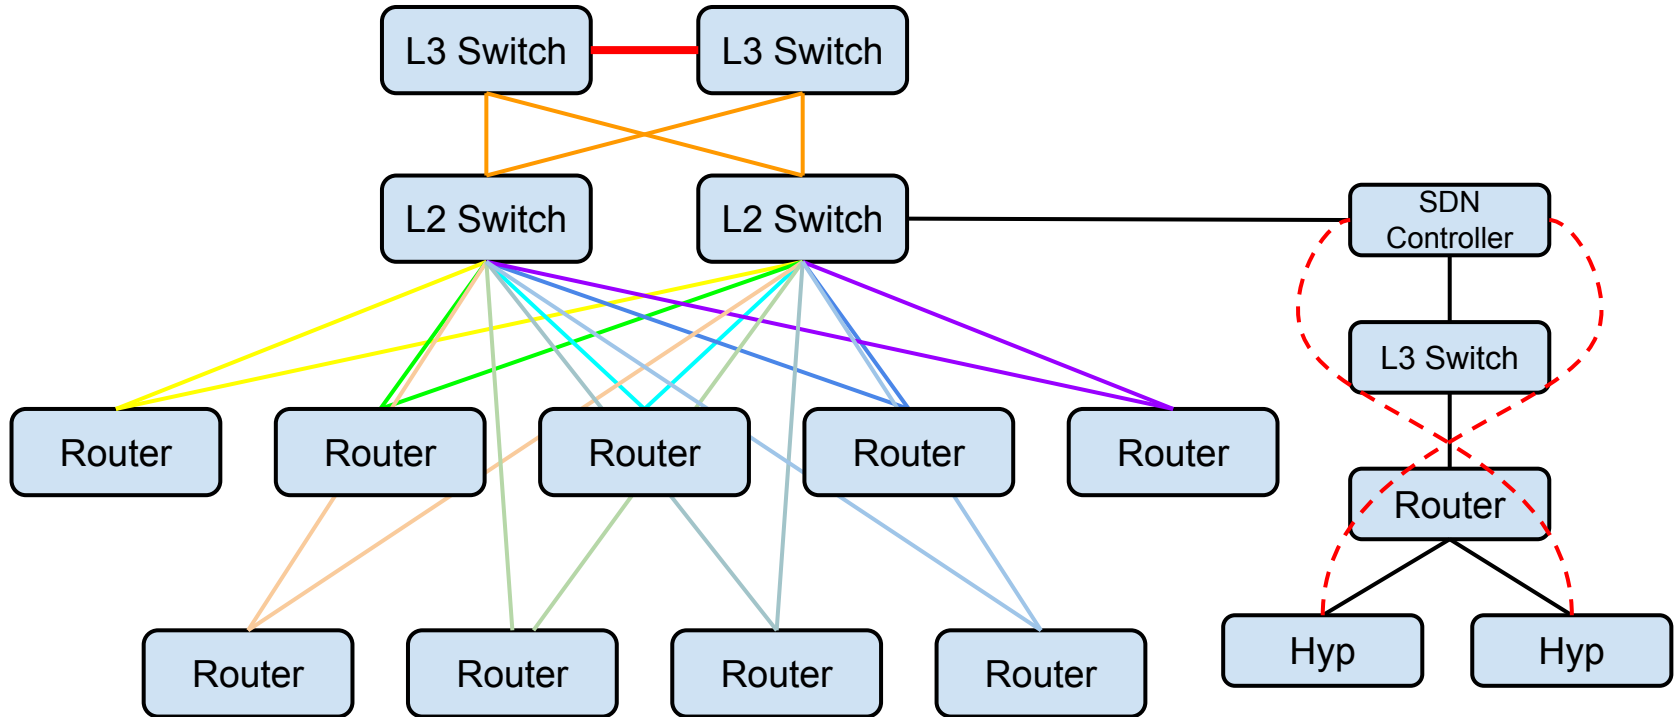 L3 Switch
L3 Switch
L2 Switch
L2 Switch
SDN
Controller
L3 Switch
Router
Router
Router
Router
Router
Router
Hyp
Hyp
Router
Router
Router
Router